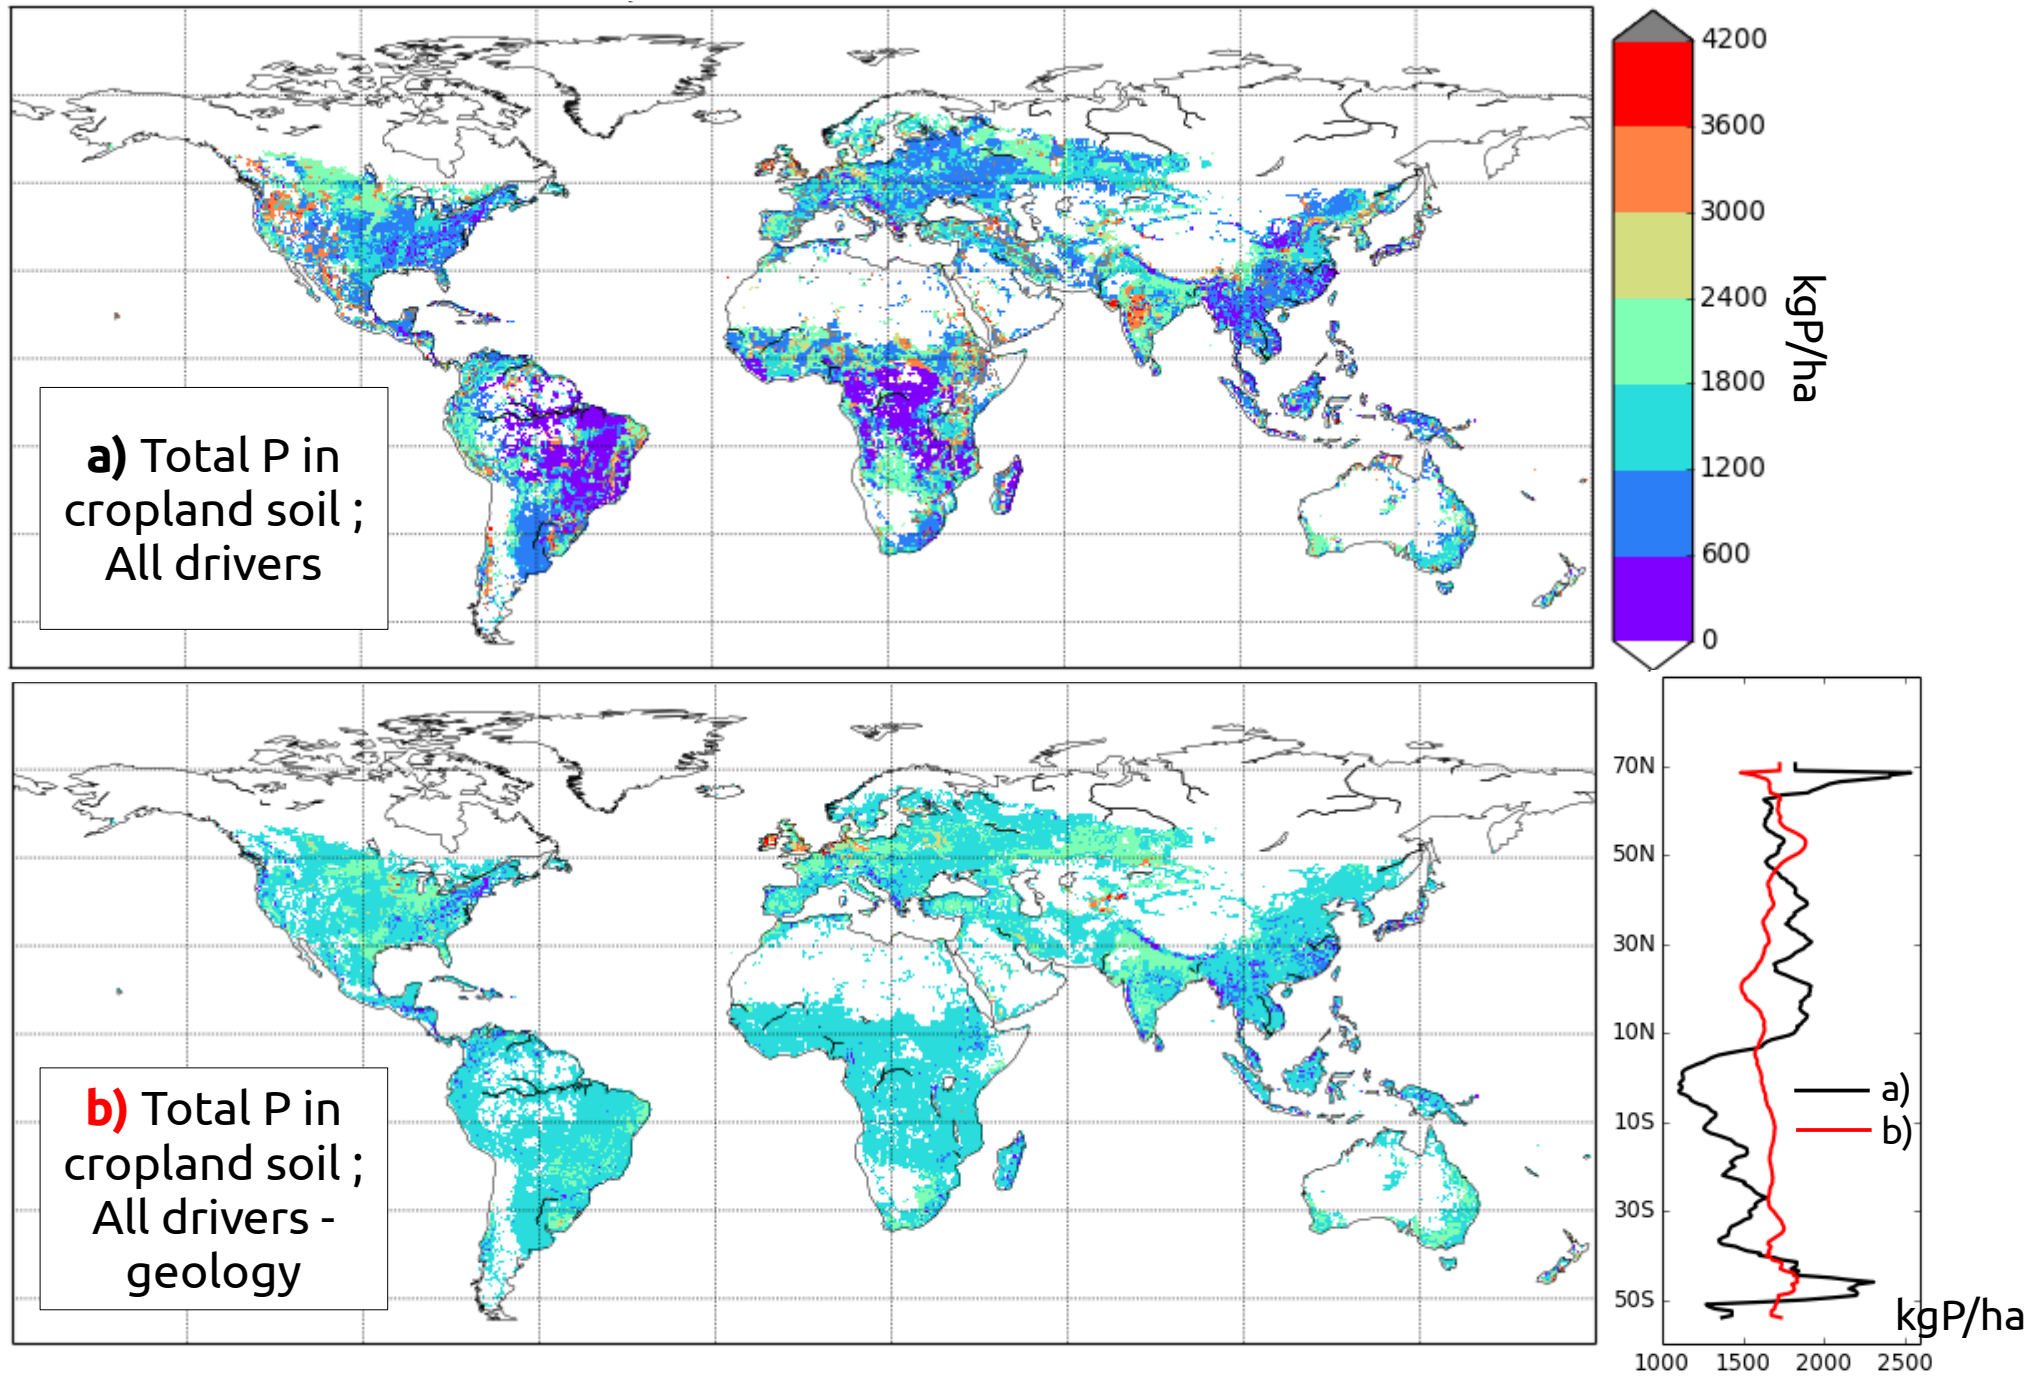 4200
3600
3000
2400
1800
1200
600
0
kgP/ha
a) Total P in
cropland soil ;
All drivers
b) Total P in
cropland soil ;
All drivers -
geology
70N
50N
30N
10N
10S
30S
50S
a)
b)
kgP/ha
1000 1500 2000 2500